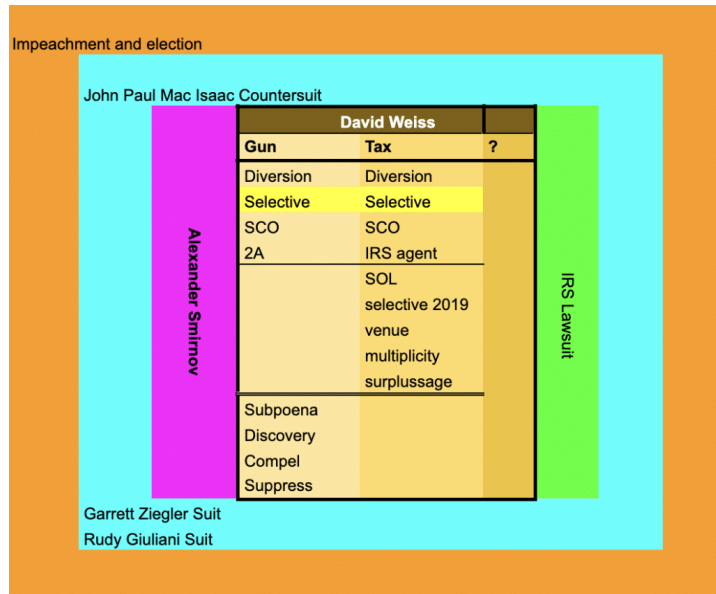 Impeachment and election
John Paul Mac Isaac Countersuit
David Weiss
Gun Tax ?
Diversion Diversion
Selective Selective
SCO SCO
2A IRS agent
SOL
selective 2019
venue
multiplicity
surplussage
Subpoena
Discovery
Compel
Suppress
Alexander Smirnov
IRS Lawsuit
Garrett Ziegler Suit
Rudy Giuliani Suit